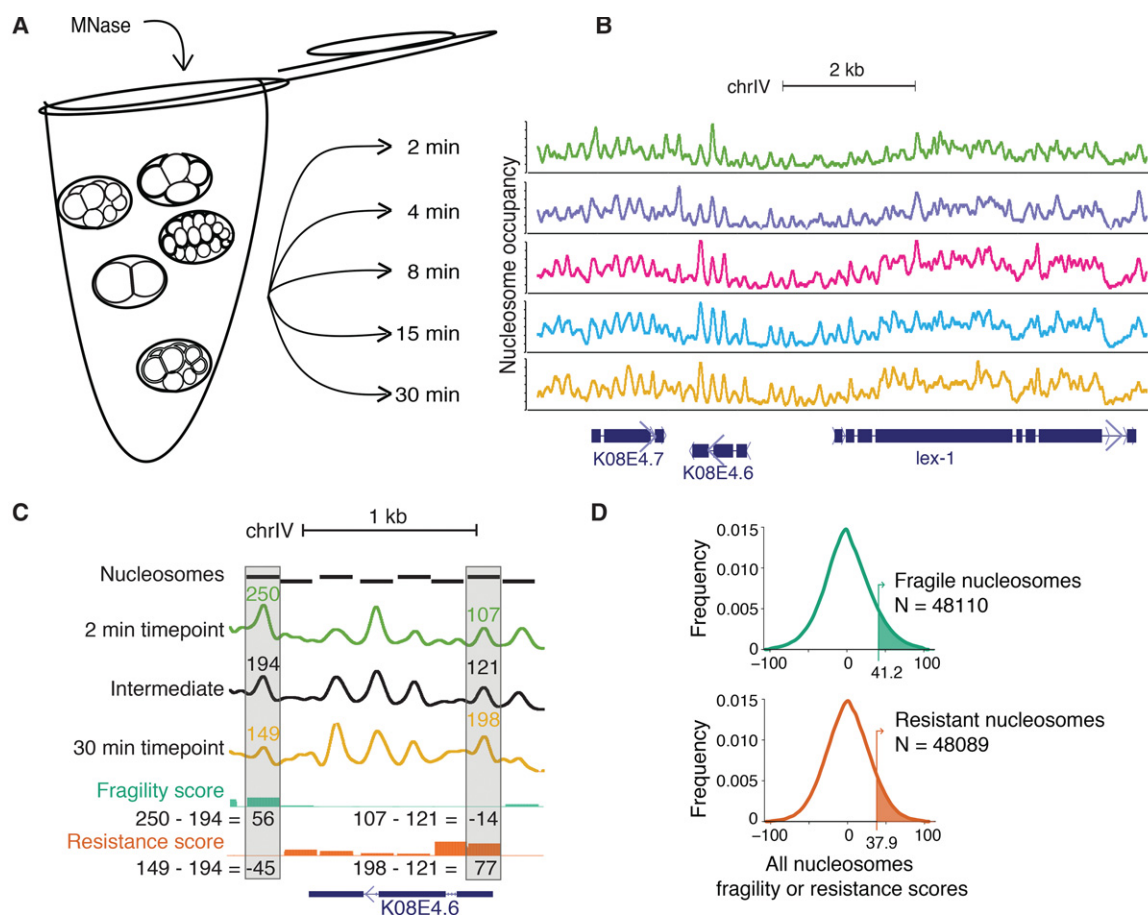 A
MNase
2 min
4 min
8 min
15 min
30 min
B
chrIV
2 kb
Nucleosome occupancy
K08E4.7
K08E4.6
lex-1
C
chrIV
1 kb
Nucleosomes
250
107
2 min timepoint
194
121
Intermediate
149
198
30 min timepoint
Fragility score
250 - 194 = 56
107 - 121 = -14
Resistance score
149 - 194 = -45
198 - 121 = 77
K08E4.6
D
Frequency
0.015
0.010
0.005
0
−100
0
100
41.2
Fragile nucleosomes
N = 48110
Frequency
0.015
0.010
0.005
0
−100
0
100
37.9
Resistant nucleosomes
N = 48089
All nucleosomes
fragility or resistance scores